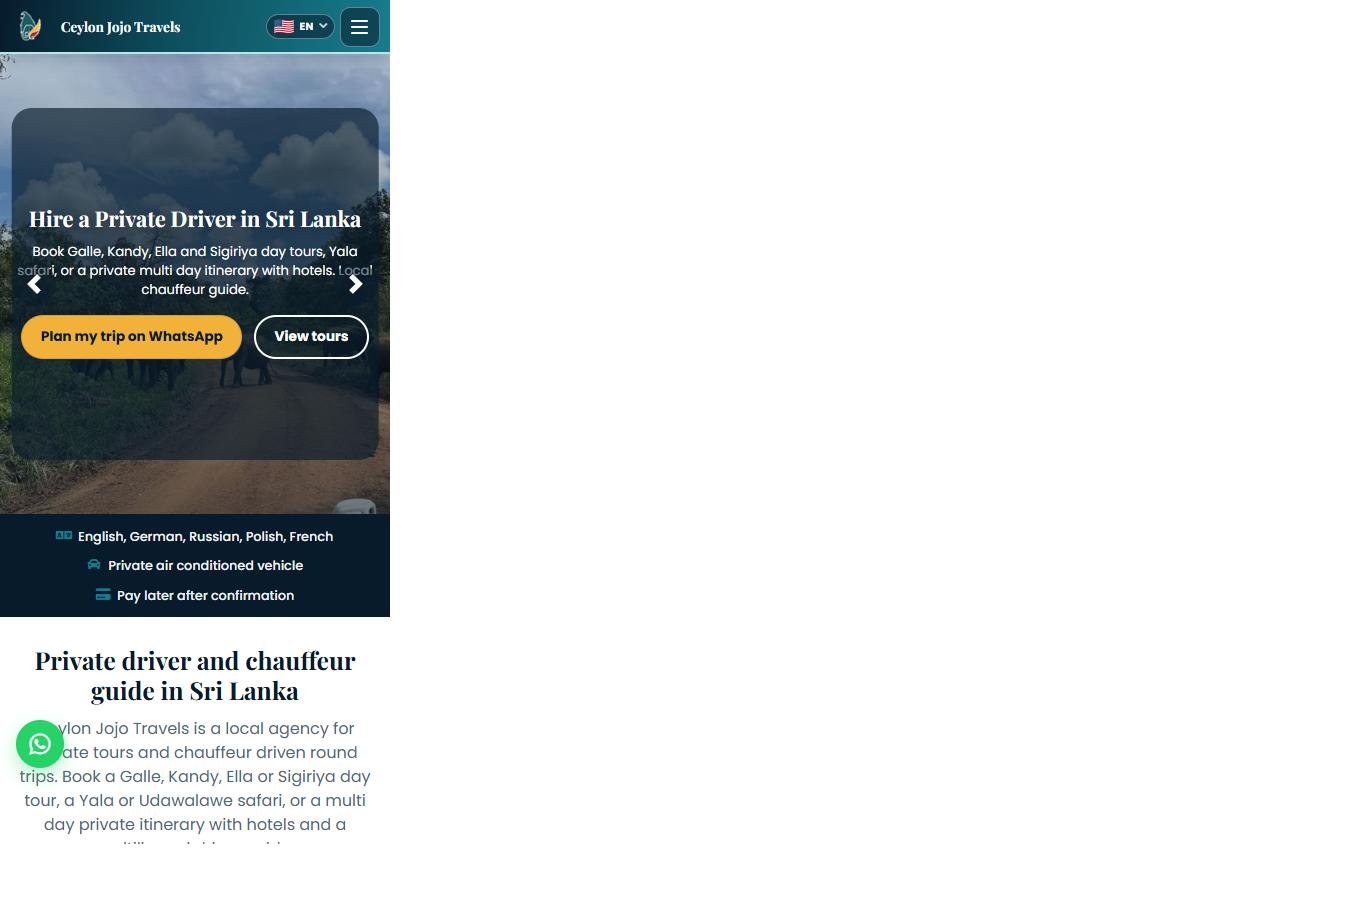 Ceylon Jojo Travels
EN
Hire a Private Driver in Sri Lanka
Book Galle, Kandy, Ella and Sigiriya day tours, Yala
safari, or a private multi day itinerary with hotels. Local
chauffeur guide.
Plan my trip on WhatsApp
View tours
English, German, Russian, Polish, French
Private air conditioned vehicle
Pay later after confirmation
Private driver and chauffeur
guide in Sri Lanka
ylon Jojo Travels is a local agency for
ate tours and chauffeur driven round
trips. Book a Galle, Kandy, Ella or Sigiriya day
tour, a Yala or Udawalawe safari, or a multi
day private itinerary with hotels and a